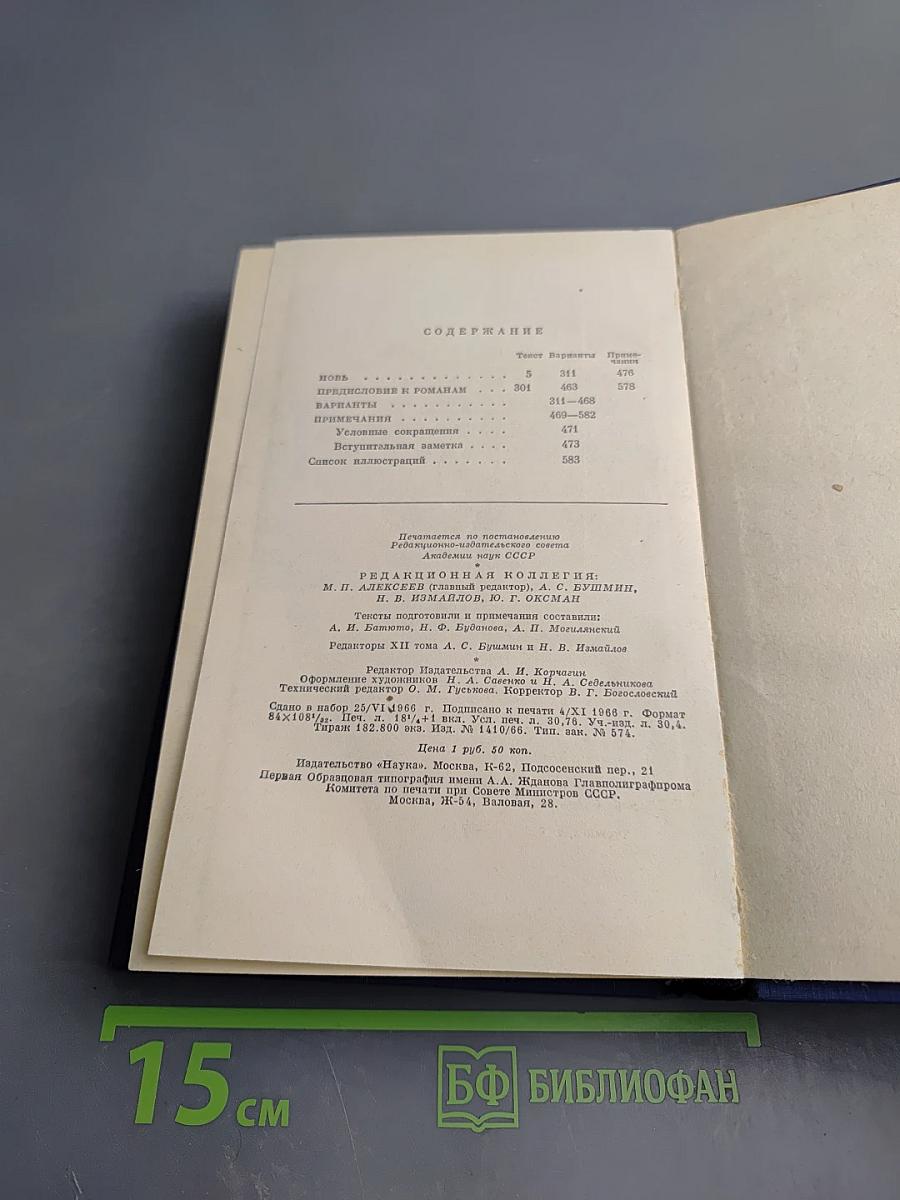 СОДЕРЖАНИЕ
Текст Варианты Приме-
чания
НОВЬ . . . . . . . . . . . . . 5 311 476
ПРЕДИСЛОВИЕ К РОМАНАМ . . . 301 463 578
ВАРИАНТЫ . . . . . . . . . . . 311—468
ПРИМЕЧАНИЯ . . . . . . . . . . 469—582
Условные сокращения . . . . 471
Вступительная заметка . . . . 473
Список иллюстраций . . . . . . . 583
Печатается по постановлению
Редакционно-издательского совета
Академии наук СССР
*
РЕДАКЦИОННАЯ КОЛЛЕГИЯ:
М. П. АЛЕКСЕЕВ (главный редактор), А. С. БУШМИН,
Н. В. ИЗМАЙЛОВ, Ю. Г. ОКСМАН
Тексты подготовили и примечания составили:
А. И. Батюто, Н. Ф. Буданова, А. П. Могилянский
Редакторы XII тома А. С. Бушмин и Н. В. Измайлов
*
Редактор Издательства А. И. Корчагин
Оформление художников Н. А. Савенко и Н. А. Седельникова
Технический редактор О. М. Гуськова. Корректор В. Г. Богословский
Сдано в набор 25/VI 1966 г. Подписано к печати 4/XI 1966 г. Формат
84×108¹/₃₂. Печ. л. 18¹/₄+1 вкл. Усл. печ. л. 30,76. Уч.-изд. л. 30,4.
Тираж 182.800 экз. Изд. № 1410/66. Тип. зак. № 574.
Цена 1 руб. 50 коп.
Издательство «Наука». Москва, К-62, Подсосенский пер., 21
Первая Образцовая типография имени А.А. Жданова Главполиграфпрома
Комитета по печати при Совете Министров СССР.
Москва, Ж-54, Валовая, 28.
15 см
БФ БИБЛИОФАН